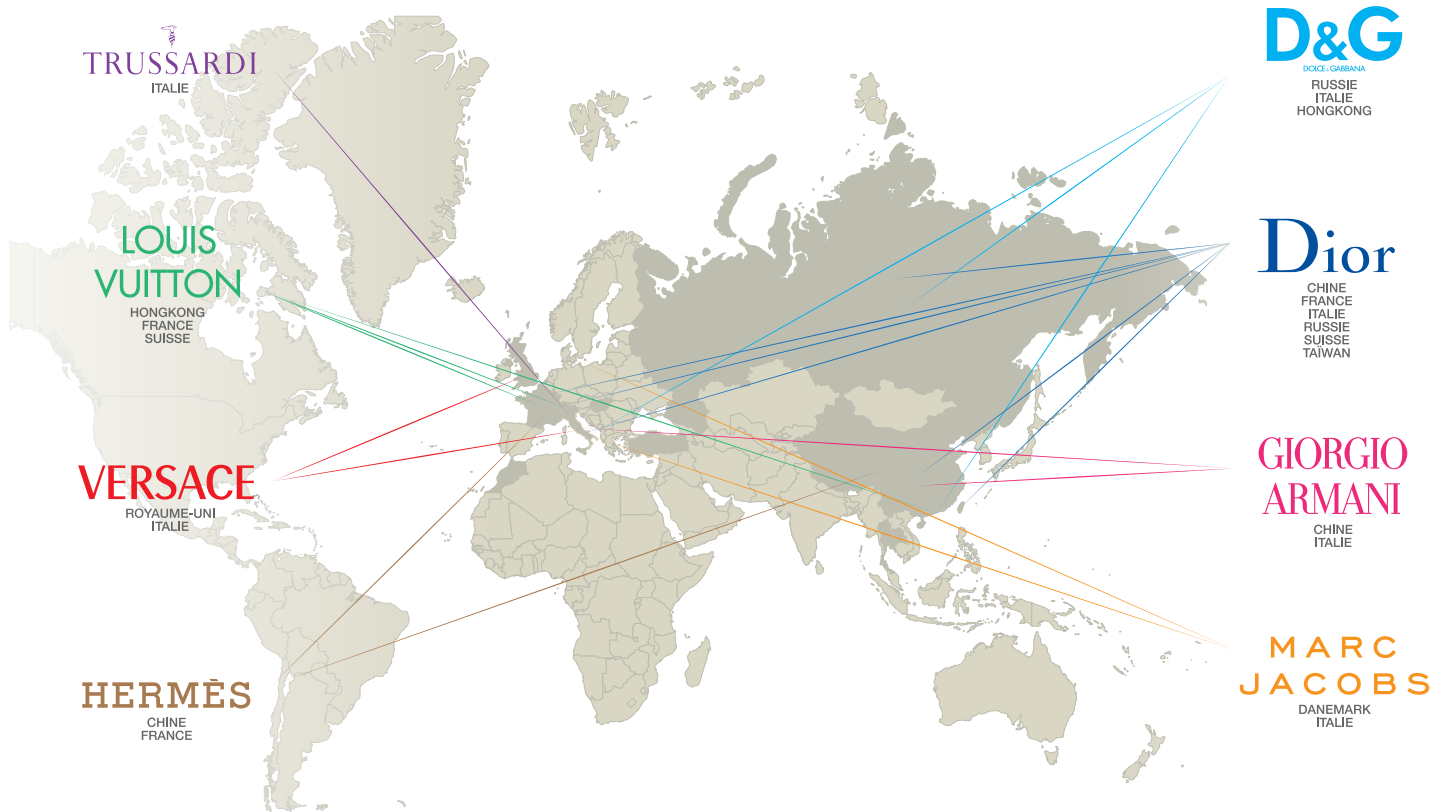 TRUSSARDI
ITALIE
LOUIS
VUITTON
HONGKONG
FRANCE
SUISSE
VERSACE
ROYAUME-UNI
ITALIE
HERMÈS
CHINE
FRANCE
D&G
DOLCE & GABBANA
RUSSIE
ITALIE
HONGKONG
Dior
CHINE
FRANCE
ITALIE
RUSSIE
SUISSE
TAÏWAN
GIORGIO
ARMANI
CHINE
ITALIE
MARC
JACOBS
DANEMARK
ITALIE